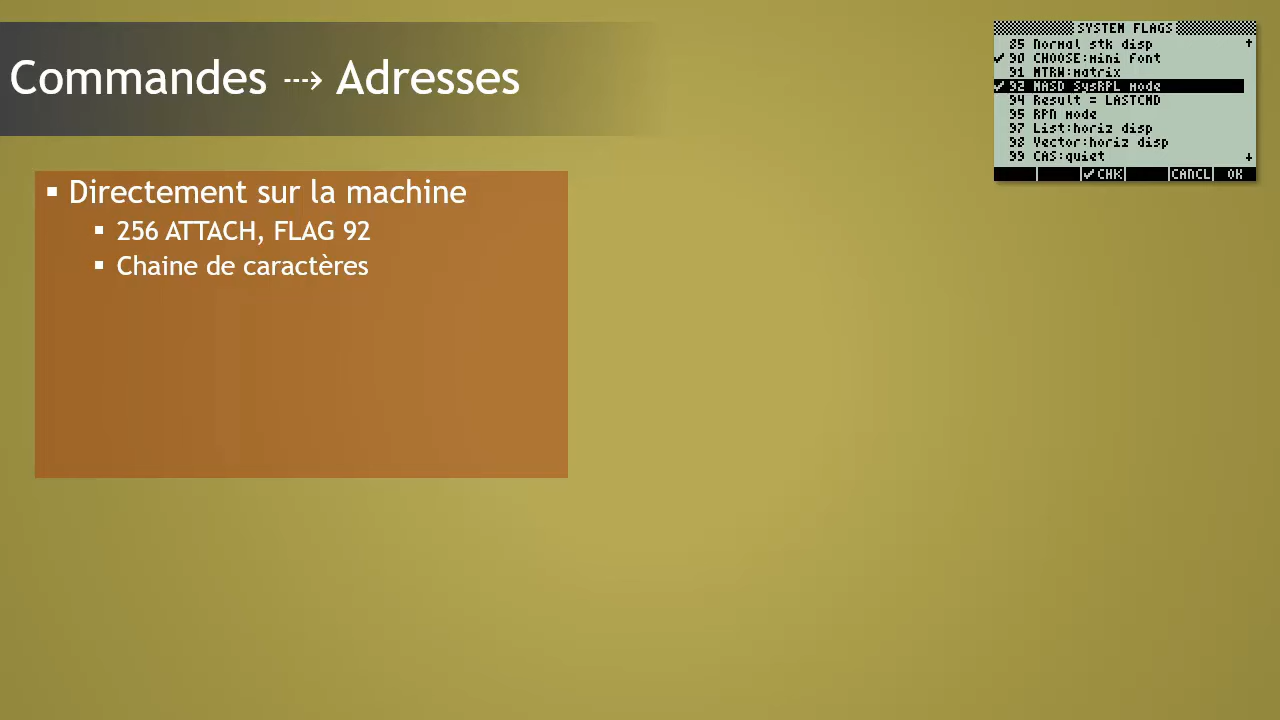 Commandes ⇢ Adresses
SYSTEM FLAGS
85 Normal stk disp
✓90 CHOOSE:mini font
91 MTRW:matrix
✓92 MASD SysRPL mode
94 Result = LASTCMD
95 RPN mode
97 List:horiz disp
98 Vector:horiz disp
99 CAS:quiet
✓CHK CANCL OK
▪ Directement sur la machine
▪ 256 ATTACH, FLAG 92
▪ Chaine de caractères